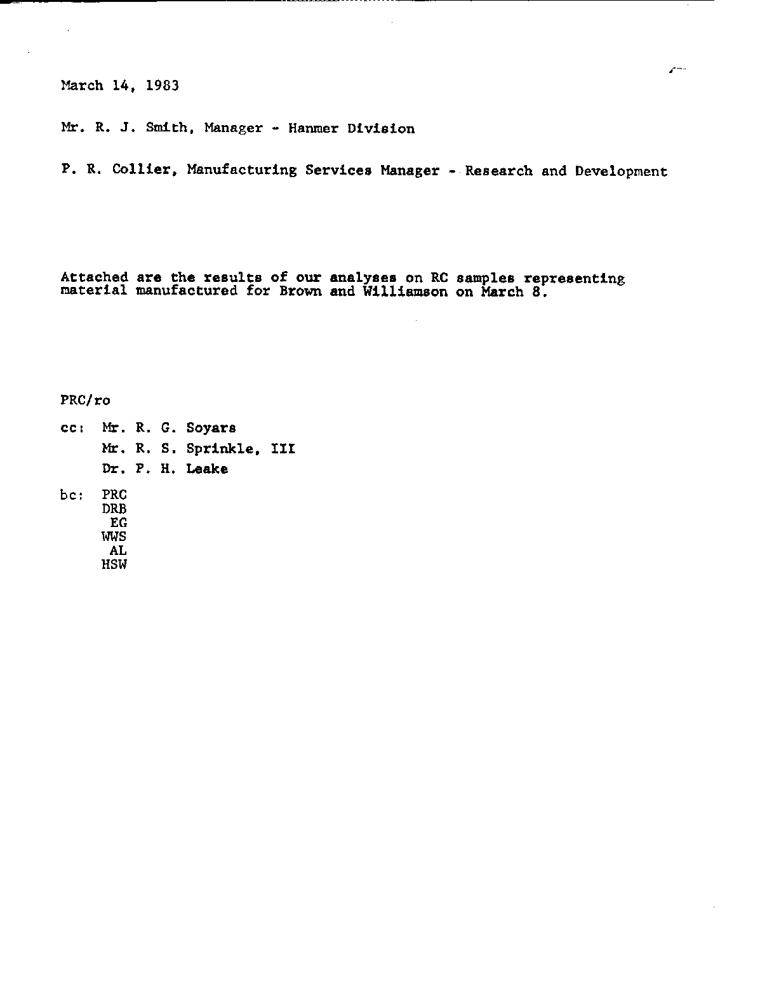 March 14, 1983
Mr. R. J. Smith, Manager - Hanmer Division
P. R. Collier, Manufacturing Services Manager - Research and Development
Attached are the results of our analyses on RC samples representing
material manufactured for Brown and Williamson on March 8.
PRC/ro
cc: Mr. R. G. Soyars
Mr. R. S. Sprinkle, III
Dr. P. H. Leake
bc: PRC
DRB
EG
WWS
AL
HSW